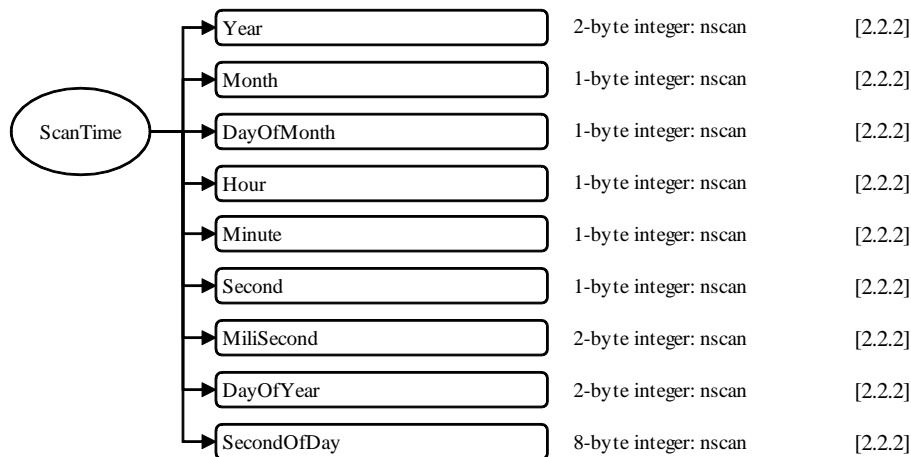 Year 2-byte integer: nscan [2.2.2]
Month 1-byte integer: nscan [2.2.2]
ScanTime DayOfMonth 1-byte integer: nscan [2.2.2]
Hour 1-byte integer: nscan [2.2.2]
Minute 1-byte integer: nscan [2.2.2]
Second 1-byte integer: nscan [2.2.2]
MiliSecond 2-byte integer: nscan [2.2.2]
DayOfYear 2-byte integer: nscan [2.2.2]
SecondOfDay 8-byte integer: nscan [2.2.2]